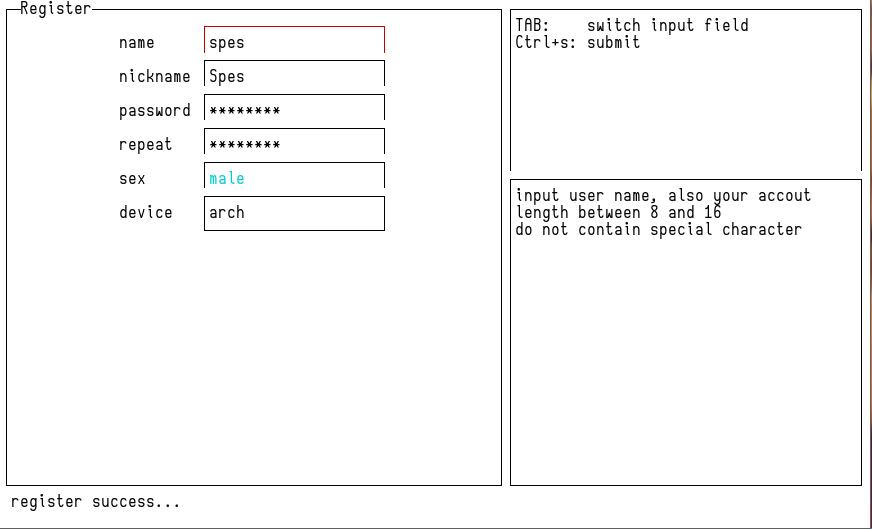 Register
name spes
nickname Spes
password ********
repeat ********
sex male
device arch
TAB: switch input field
Ctrl+s: submit
input user name, also your accout
length between 8 and 16
do not contain special character
register success...